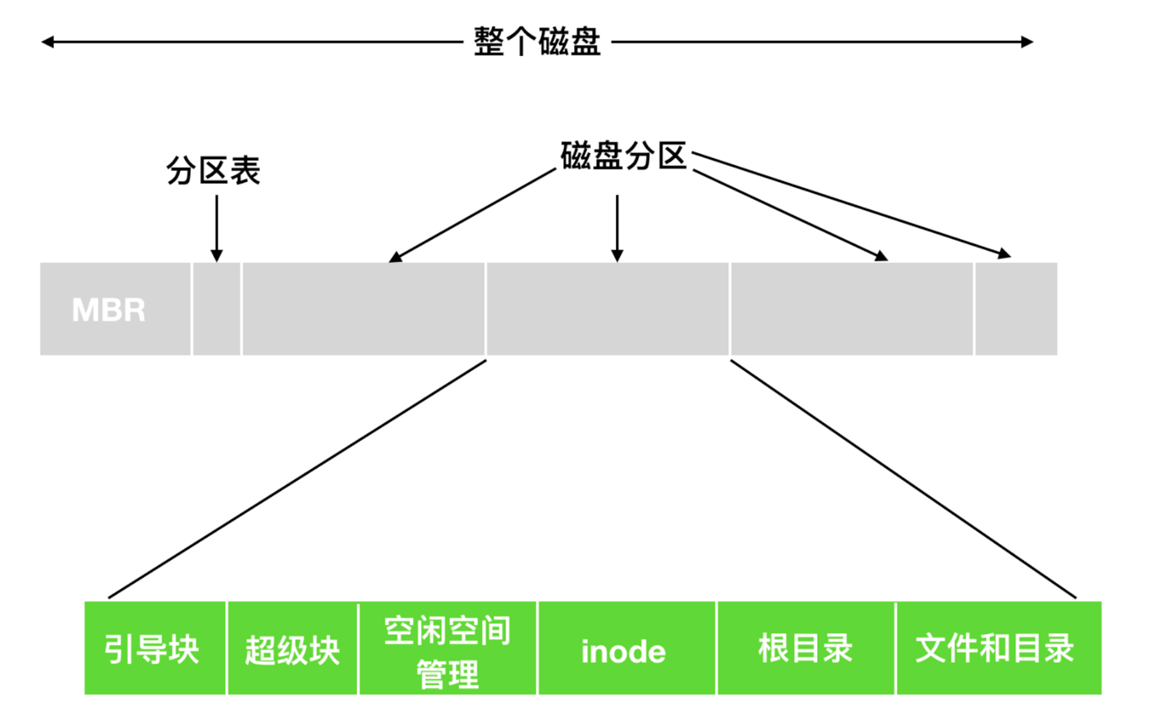 整个磁盘
分区表
磁盘分区
MBR
引导块
超级块
空闲空间
管理
inode
根目录
文件和目录